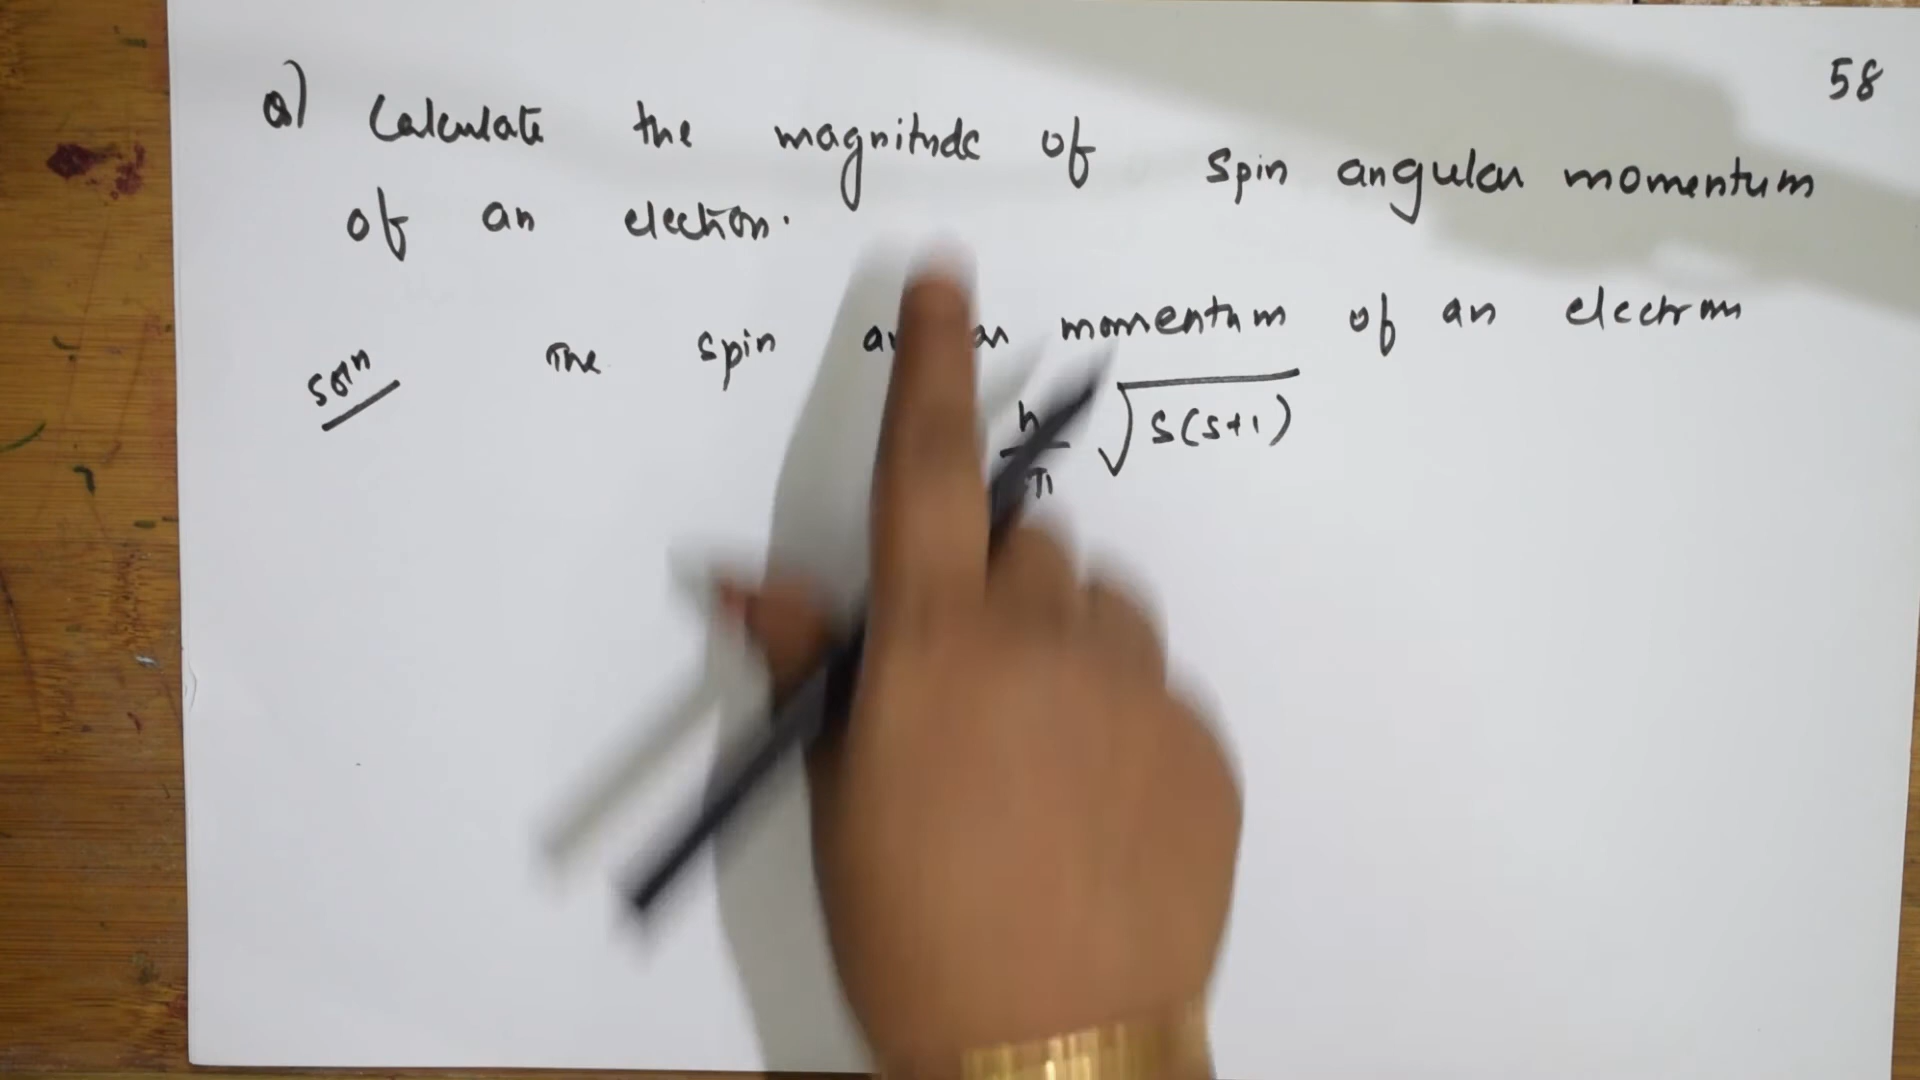 58
Q) Calculate the magnitude of spin angular momentum
of an electron.
Soln The spin momentum of an electron
h √s(s+1)
π